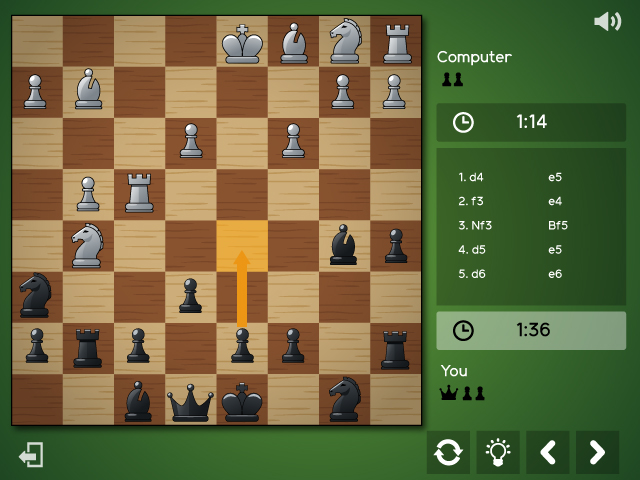 Computer
1:14
1. d4 e5
2. f3 e4
3. Nf3 Bf5
4. d5 e5
5. d6 e6
1:36
You